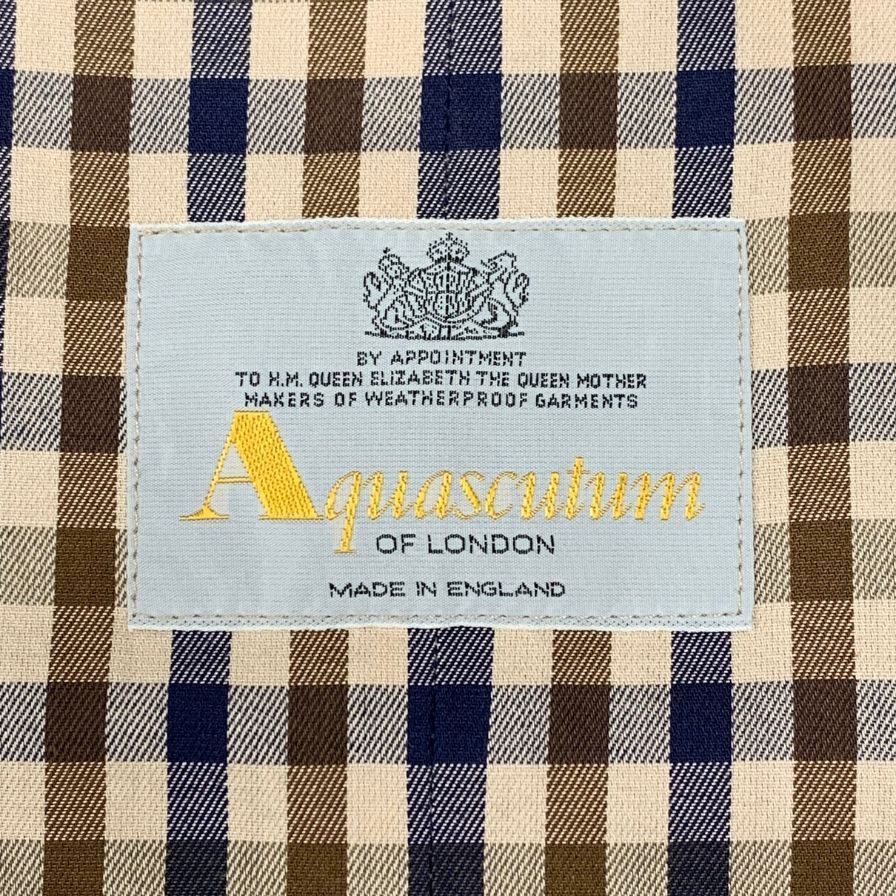 BY APPOINTMENT
TO H.M. QUEEN ELIZABETH THE QUEEN MOTHER
MAKERS OF WEATHERPROOF GARMENTS
Aquascutum
OF LONDON
MADE IN ENGLAND